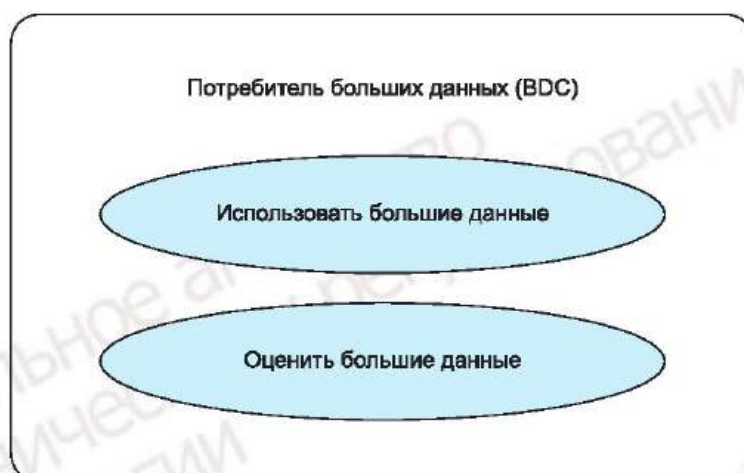 Потребитель больших данных (BDC)
Использовать большие данные
Оценить большие данные